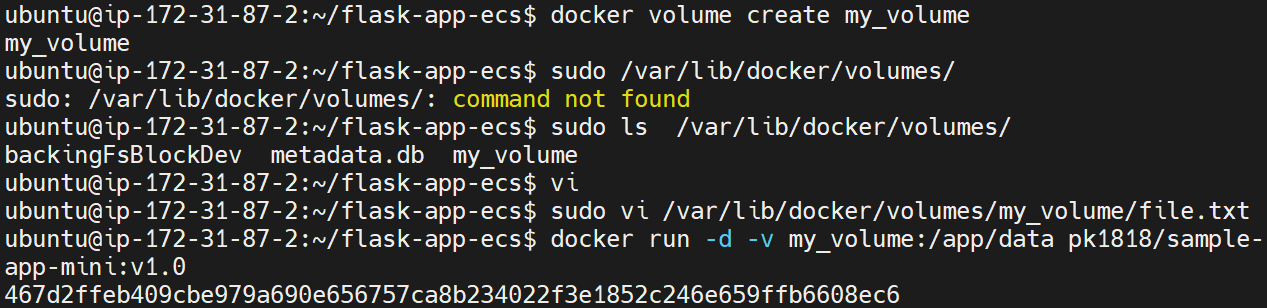 ubuntu@ip-172-31-87-2:~/flask-app-ecs$ docker volume create my_volume
my_volume
ubuntu@ip-172-31-87-2:~/flask-app-ecs$ sudo /var/lib/docker/volumes/
sudo: /var/lib/docker/volumes/: command not found
ubuntu@ip-172-31-87-2:~/flask-app-ecs$ sudo ls  /var/lib/docker/volumes/
backingFsBlockDev  metadata.db  my_volume
ubuntu@ip-172-31-87-2:~/flask-app-ecs$ vi
ubuntu@ip-172-31-87-2:~/flask-app-ecs$ sudo vi /var/lib/docker/volumes/my_volume/file.txt
ubuntu@ip-172-31-87-2:~/flask-app-ecs$ docker run -d -v my_volume:/app/data pk1818/sample-
app-mini:v1.0
467d2ffeb409cbe979a690e656757ca8b234022f3e1852c246e659ffb6608ec6